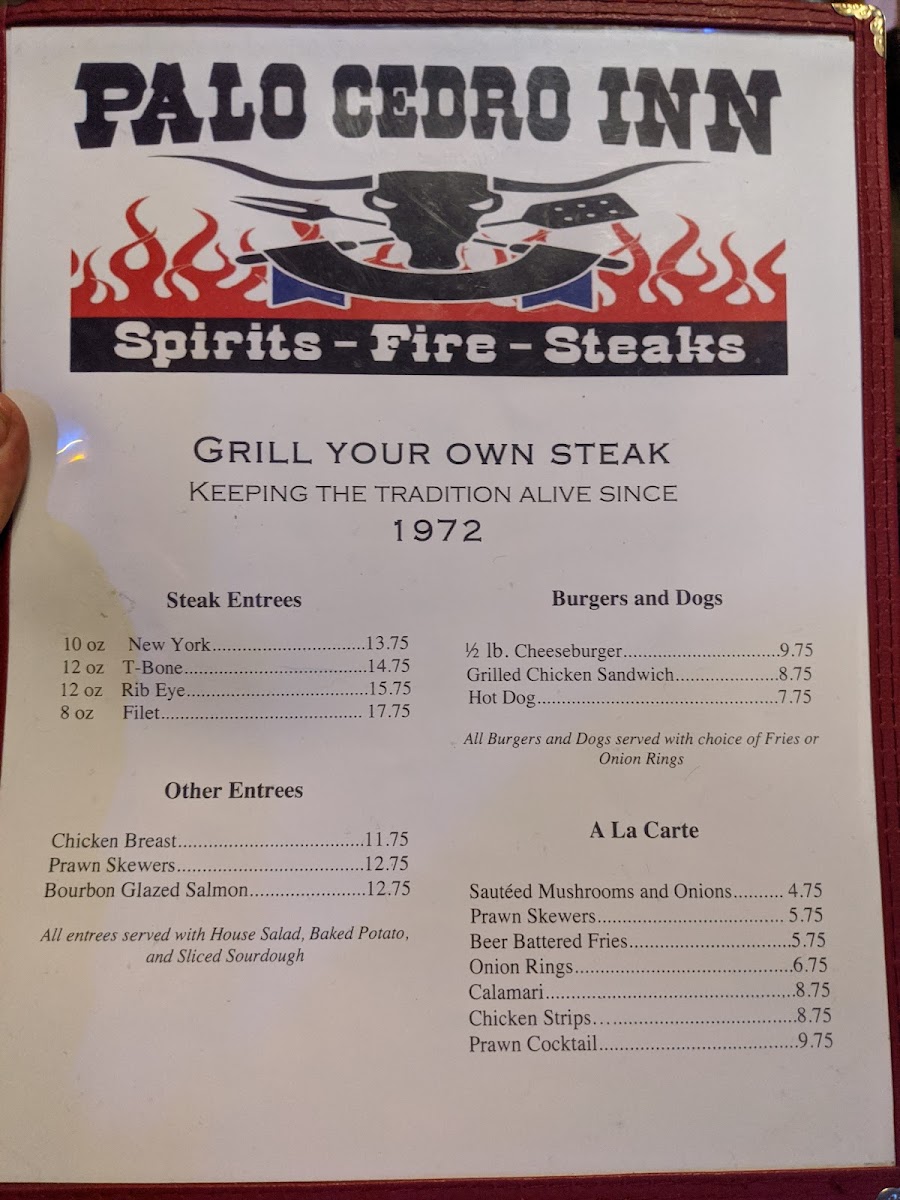 PALO CEDRO INN
Spirits - Fire - Steaks
GRILL YOUR OWN STEAK
KEEPING THE TRADITION ALIVE SINCE
1972
Steak Entrees
10 oz New York..............................13.75
12 oz T-Bone....................................14.75
12 oz Rib Eye...................................15.75
8 oz Filet....................................... 17.75
Other Entrees
Chicken Breast....................................11.75
Prawn Skewers....................................12.75
Bourbon Glazed Salmon.......................12.75
All entrees served with House Salad, Baked Potato,
and Sliced Sourdough
Burgers and Dogs
½ lb. Cheeseburger...............................9.75
Grilled Chicken Sandwich....................8.75
Hot Dog...............................................7.75
All Burgers and Dogs served with choice of Fries or
Onion Rings
A La Carte
Sautéed Mushrooms and Onions.......... 4.75
Prawn Skewers.................................... 5.75
Beer Battered Fries................................5.75
Onion Rings..........................................6.75
Calamari................................................8.75
Chicken Strips.......................................8.75
Prawn Cocktail......................................9.75